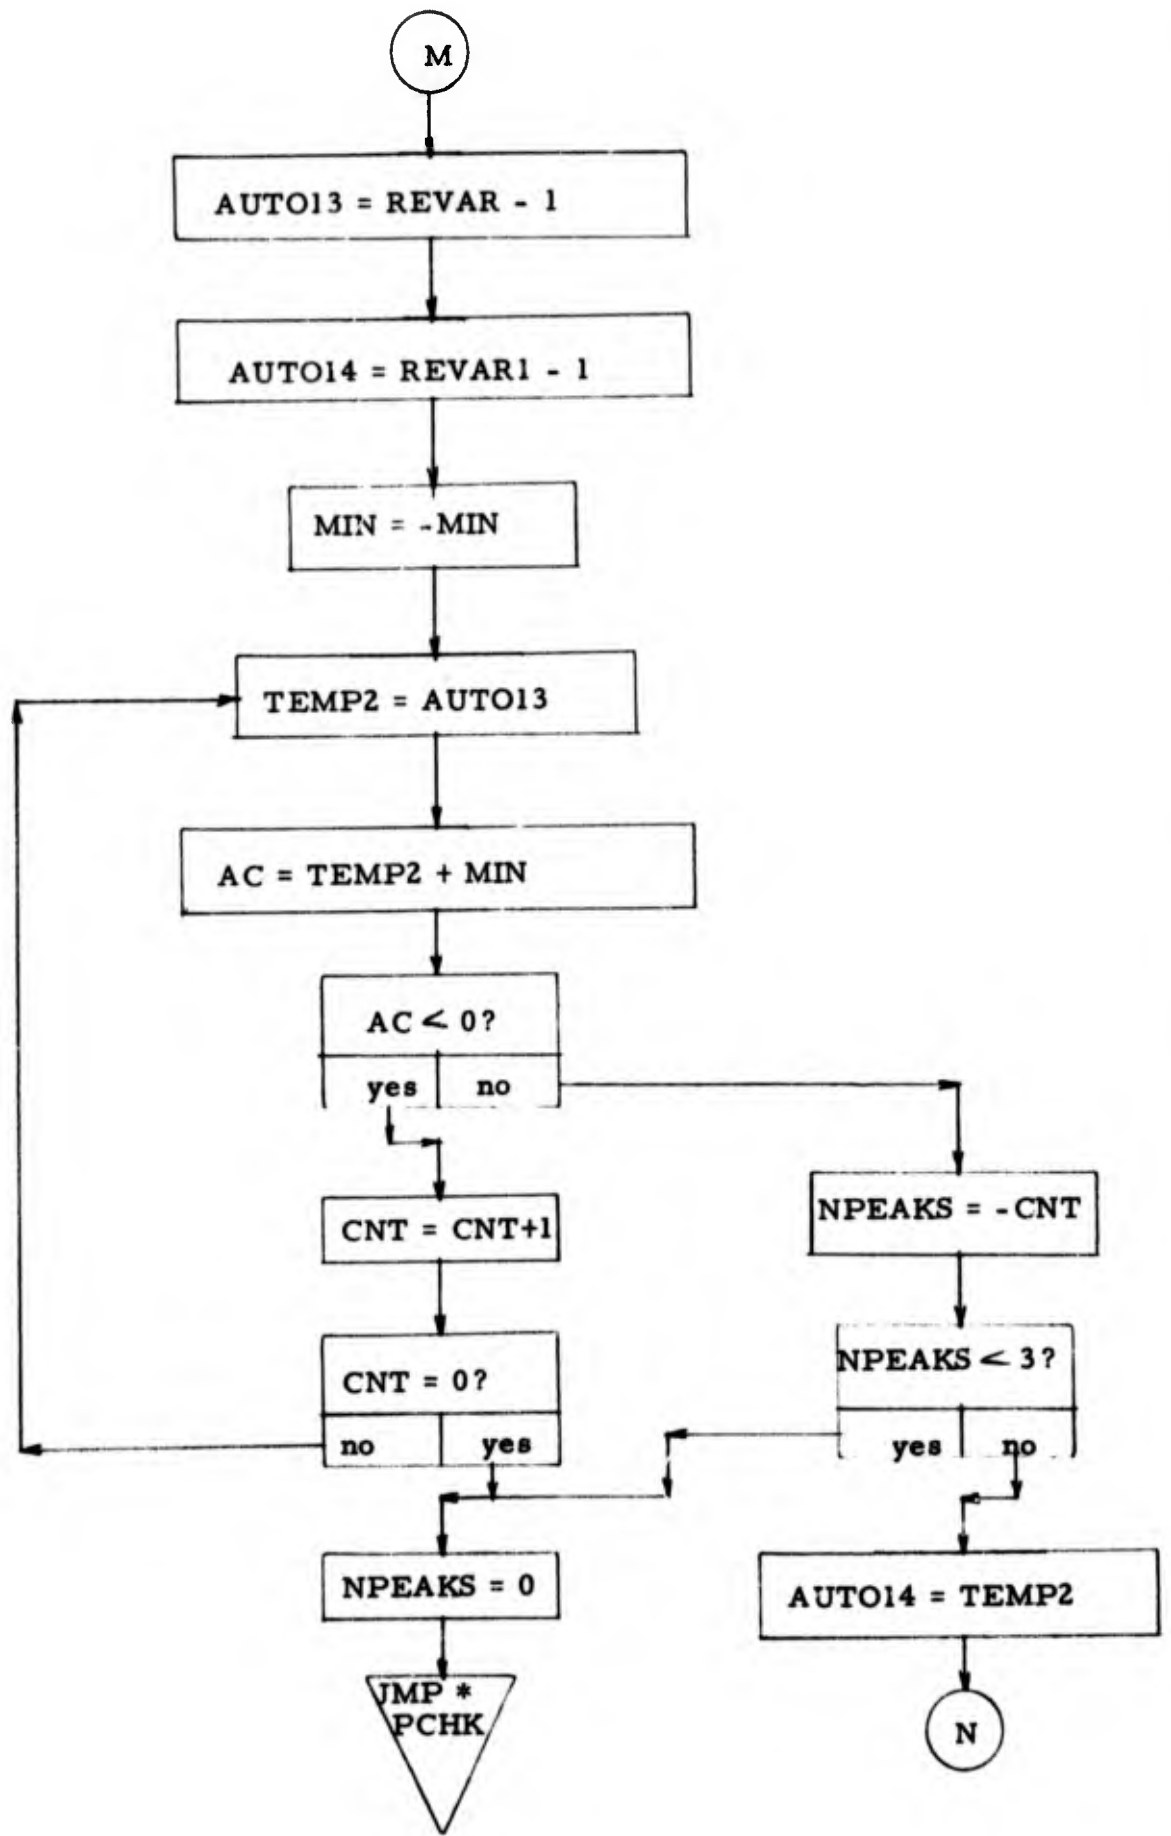 M
AUTO13 = REVAR - 1
AUTO14 = REVAR1 - 1
MIN = -MIN
TEMP2 = AUTO13
AC = TEMP2 + MIN
AC < 0?
yes no
CNT = CNT+1
CNT = 0?
no yes
NPEAKS = 0
JMP *
PCHK
NPEAKS = -CNT
NPEAKS < 3?
yes no
AUTO14 = TEMP2
N